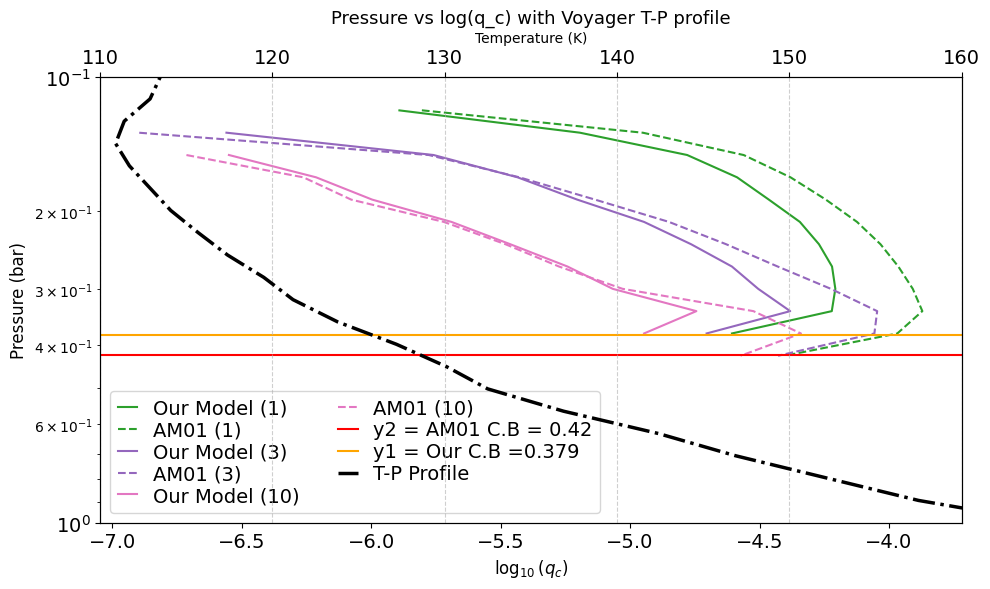 Pressure vs log(q_c) with Voyager T-P profile
Temperature (K)
110 120 130 140 150 160
10⁻¹
2 × 10⁻¹
3 × 10⁻¹
4 × 10⁻¹
6 × 10⁻¹
10⁰
Pressure (bar)
Our Model (1)
AM01 (1)
Our Model (3)
AM01 (3)
Our Model (10)
AM01 (10)
y2 = AM01 C.B = 0.42
y1 = Our C.B =0.379
T-P Profile
−7.0 −6.5 −6.0 −5.5 −5.0 −4.5 −4.0
log₁₀ (q_c)